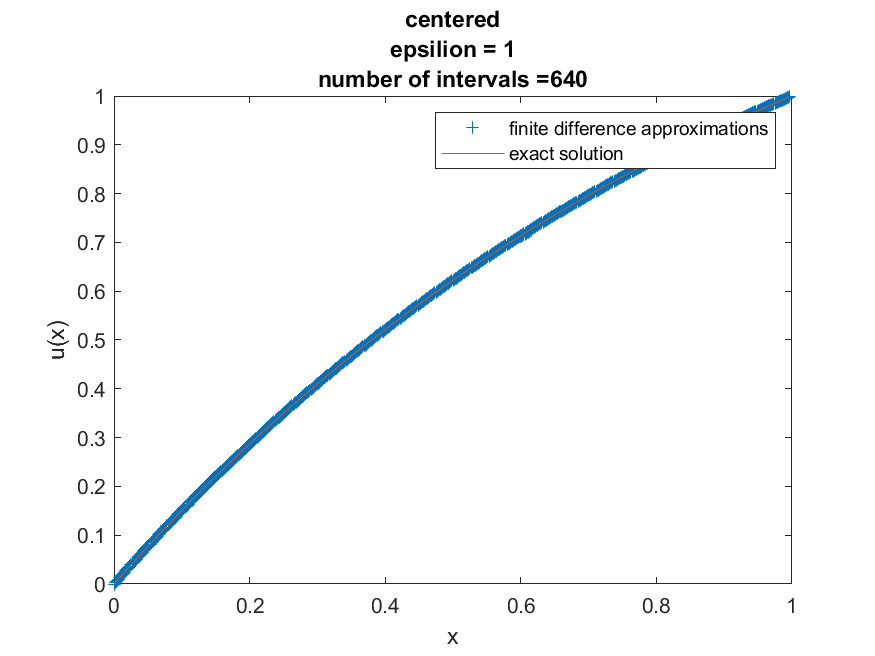 centered
epsilion = 1
number of intervals =640
finite difference approximations
exact solution
1
0.9
0.8
0.7
0.6
0.5
0.4
0.3
0.2
0.1
0
u(x)
0 0.2 0.4 0.6 0.8 1
x